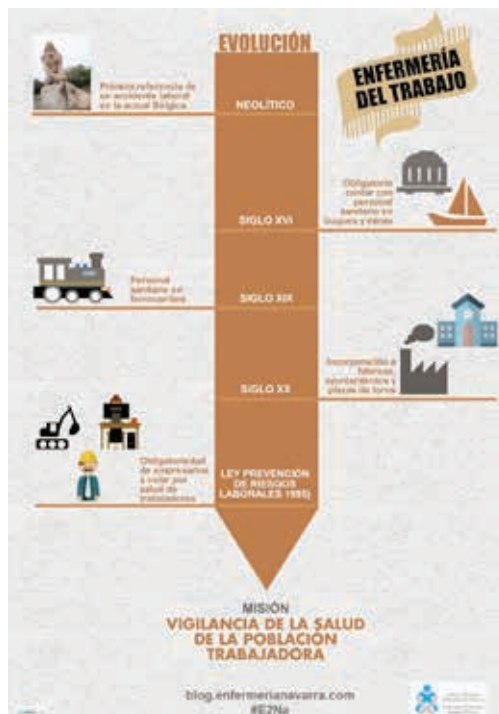 EVOLUCIÓN
ENFERMERÍA
DEL TRABAJO
Primera referencia de
un accidente laboral
en la actual Bélgica
NEOLÍTICO
Obligatorio
contar con
personal
sanitario en
buques y minas
SIGLO XVI
Personal
sanitario en
ferrocarriles
SIGLO XIX
Incorporación a
fábricas,
ayuntamientos y
plazas de toros
SIGLO XX
Obligatoriedad
de empresarios
a velar por
salud de
trabajadores
LEY PREVENCIÓN
DE RIESGOS
LABORALES 1995)
MISIÓN
VIGILANCIA DE LA SALUD
DE LA POBLACIÓN
TRABAJADORA
blog.enfermerianavarra.com
#E2Na